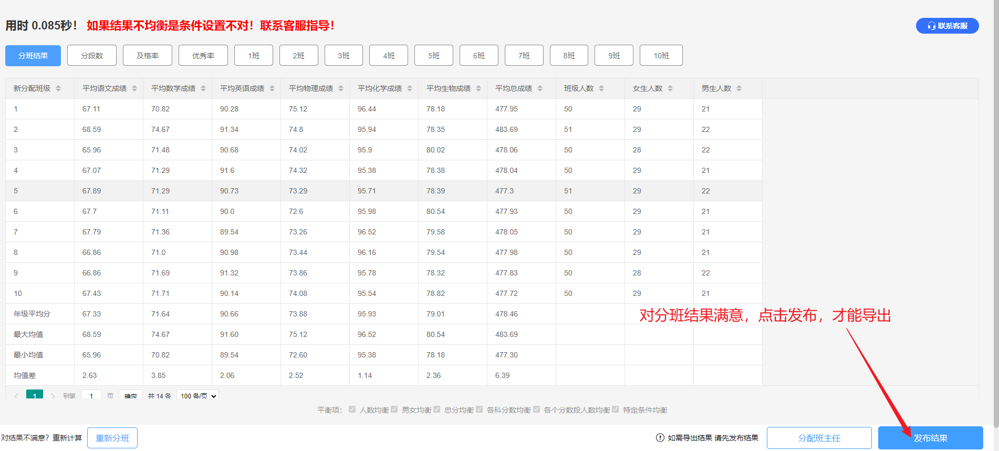 用时 0.085秒！ 如果结果不均衡是条件设置不对！联系客服指导！
联系客服
分班结果 分段数 及格率 优秀率 1班 2班 3班 4班 5班 6班 7班 8班 9班 10班
新分配班级 平均语文成绩 平均数学成绩 平均英语成绩 平均物理成绩 平均化学成绩 平均生物成绩 平均总成绩 班级人数 女生人数 男生人数
1 67.11 70.82 90.28 75.12 96.44 78.18 477.95 50 29 21
2 68.59 74.67 91.34 74.8 95.94 78.35 483.69 51 29 22
3 65.96 71.48 90.68 74.02 95.9 80.02 478.06 50 28 22
4 67.07 71.29 91.6 74.32 95.38 78.38 478.04 50 29 21
5 67.89 71.29 90.73 73.29 95.71 78.39 477.3 51 29 22
6 67.7 71.11 90.0 72.6 95.98 80.54 477.93 50 29 21
7 67.79 71.36 89.54 73.26 96.52 79.58 478.05 50 29 21
8 66.86 71.0 90.98 73.44 96.16 79.54 477.98 50 29 21
9 66.86 71.69 91.32 73.86 95.78 78.32 477.83 50 28 22
10 67.43 71.71 90.14 74.08 95.54 78.82 477.72 50 29 21
年级平均分 67.33 71.64 90.66 73.88 95.93 79.01 478.46
对分班结果满意，点击发布，才能导出
最大均值 68.59 74.67 91.60 75.12 96.52 80.54 483.69
最小均值 65.96 70.82 89.54 72.60 95.38 78.18 477.30
均值差 2.63 3.85 2.06 2.52 1.14 2.36 6.39
1 到第 1 页 确定 共 14 条 100 条/页
平衡项： 人数均衡 男女均衡 总分均衡 各科分数均衡 各个分数段人数均衡 特定条件均衡
对结果不满意？重新计算 重新分班 如需导出结果 请先发布结果 分配班主任 发布结果